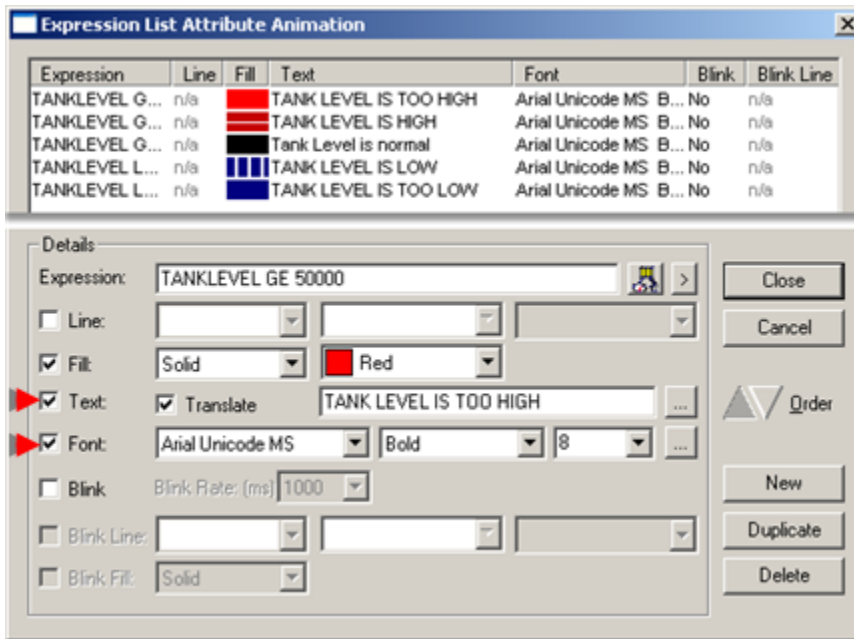 Expression List Attribute Animation
Expression Line Fill Text Font Blink Blink Line
TANKLEVEL G... n/a TANK LEVEL IS TOO HIGH Arial Unicode MS B... No n/a
TANKLEVEL G... n/a TANK LEVEL IS HIGH Arial Unicode MS B... No n/a
TANKLEVEL G... n/a Tank Level is normal Arial Unicode MS B... No n/a
TANKLEVEL L... n/a TANK LEVEL IS LOW Arial Unicode MS B... No n/a
TANKLEVEL L... n/a TANK LEVEL IS TOO LOW Arial Unicode MS B... No n/a
Details
Expression: TANKLEVEL GE 50000 > Close
Line: Cancel
Fill: Solid Red
Text: Translate TANK LEVEL IS TOO HIGH ... Order
Font: Arial Unicode MS Bold 8 ...
Blink Blink Rate: (ms) 1000 New
Blink Line: Duplicate
Blink Fill: Solid Delete